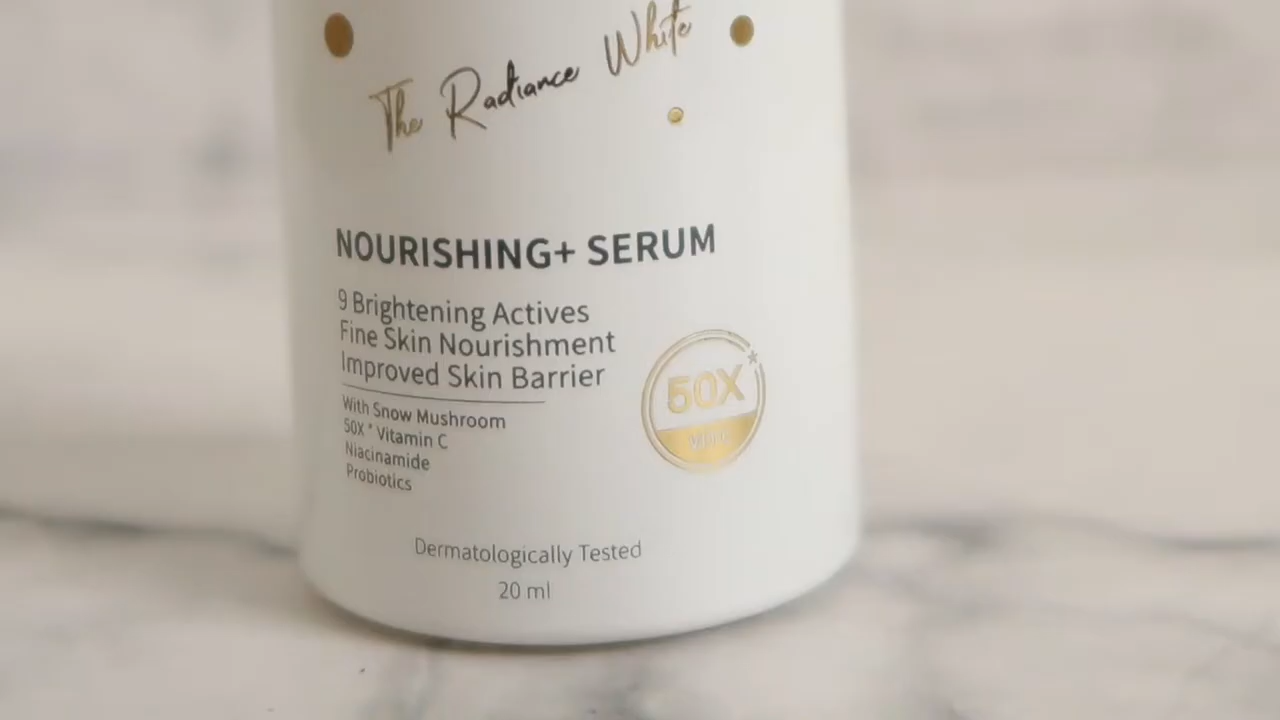 The Radiance White
NOURISHING+ SERUM
9 Brightening Actives
Fine Skin Nourishment
Improved Skin Barrier
With Snow Mushroom
50X * Vitamin C
Niacinamide
Probiotics
50X*
Dermatologically Tested
20 ml